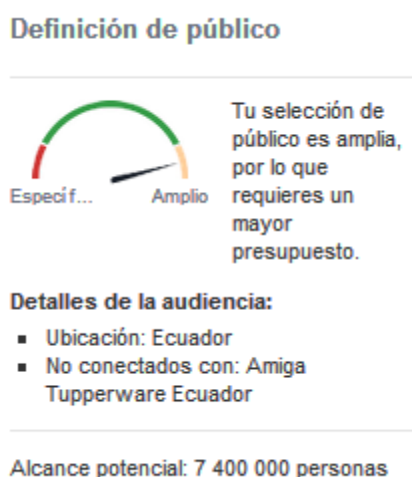 Definición de público
Tu selección de
público es amplia,
por lo que
requieres un
mayor
presupuesto.
Específ... Amplio
Detalles de la audiencia:
▪ Ubicación: Ecuador
▪ No conectados con: Amiga
Tupperware Ecuador
Alcance potencial: 7 400 000 personas